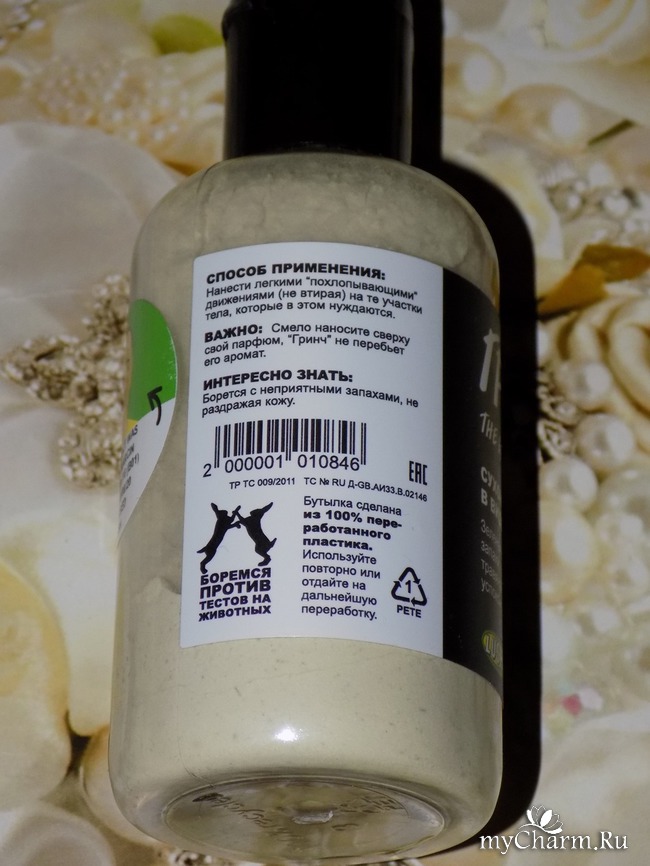 СПОСОБ ПРИМЕНЕНИЯ:
Нанести легкими "похлопывающими"
движениями (не втирая) на те участки
тела, которые в этом нуждаются.
ВАЖНО: Смело наносите сверху
свой парфюм, "Гринч" не перебьет
его аромат.
ИНТЕРЕСНО ЗНАТЬ:
Борется с неприятными запахами, не
раздражая кожу.
2 000001 010846
ТР ТС 009/2011 ТС № RU Д-GB.АИ33.В.02146
EAC
БОРЕМСЯ
ПРОТИВ
ТЕСТОВ НА
ЖИВОТНЫХ
Бутылка сделана
из 100% пере-
работанного
пластика.
Используйте
повторно или
отдайте на
дальнейшую
переработку.
1
PETE
THE
myCharm.Ru